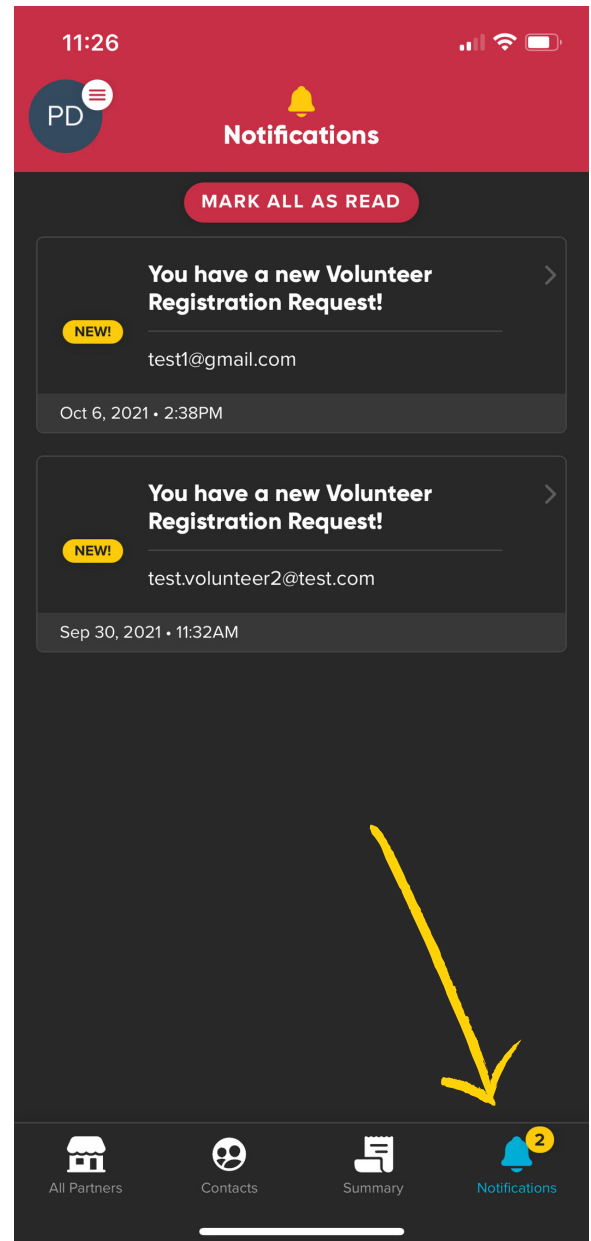 11:26
PD
Notifications
MARK ALL AS READ
You have a new Volunteer
Registration Request!
NEW!
test1@gmail.com
Oct 6, 2021 • 2:38PM
You have a new Volunteer
Registration Request!
NEW!
test.volunteer2@test.com
Sep 30, 2021 • 11:32AM
2
All Partners Contacts Summary Notifications